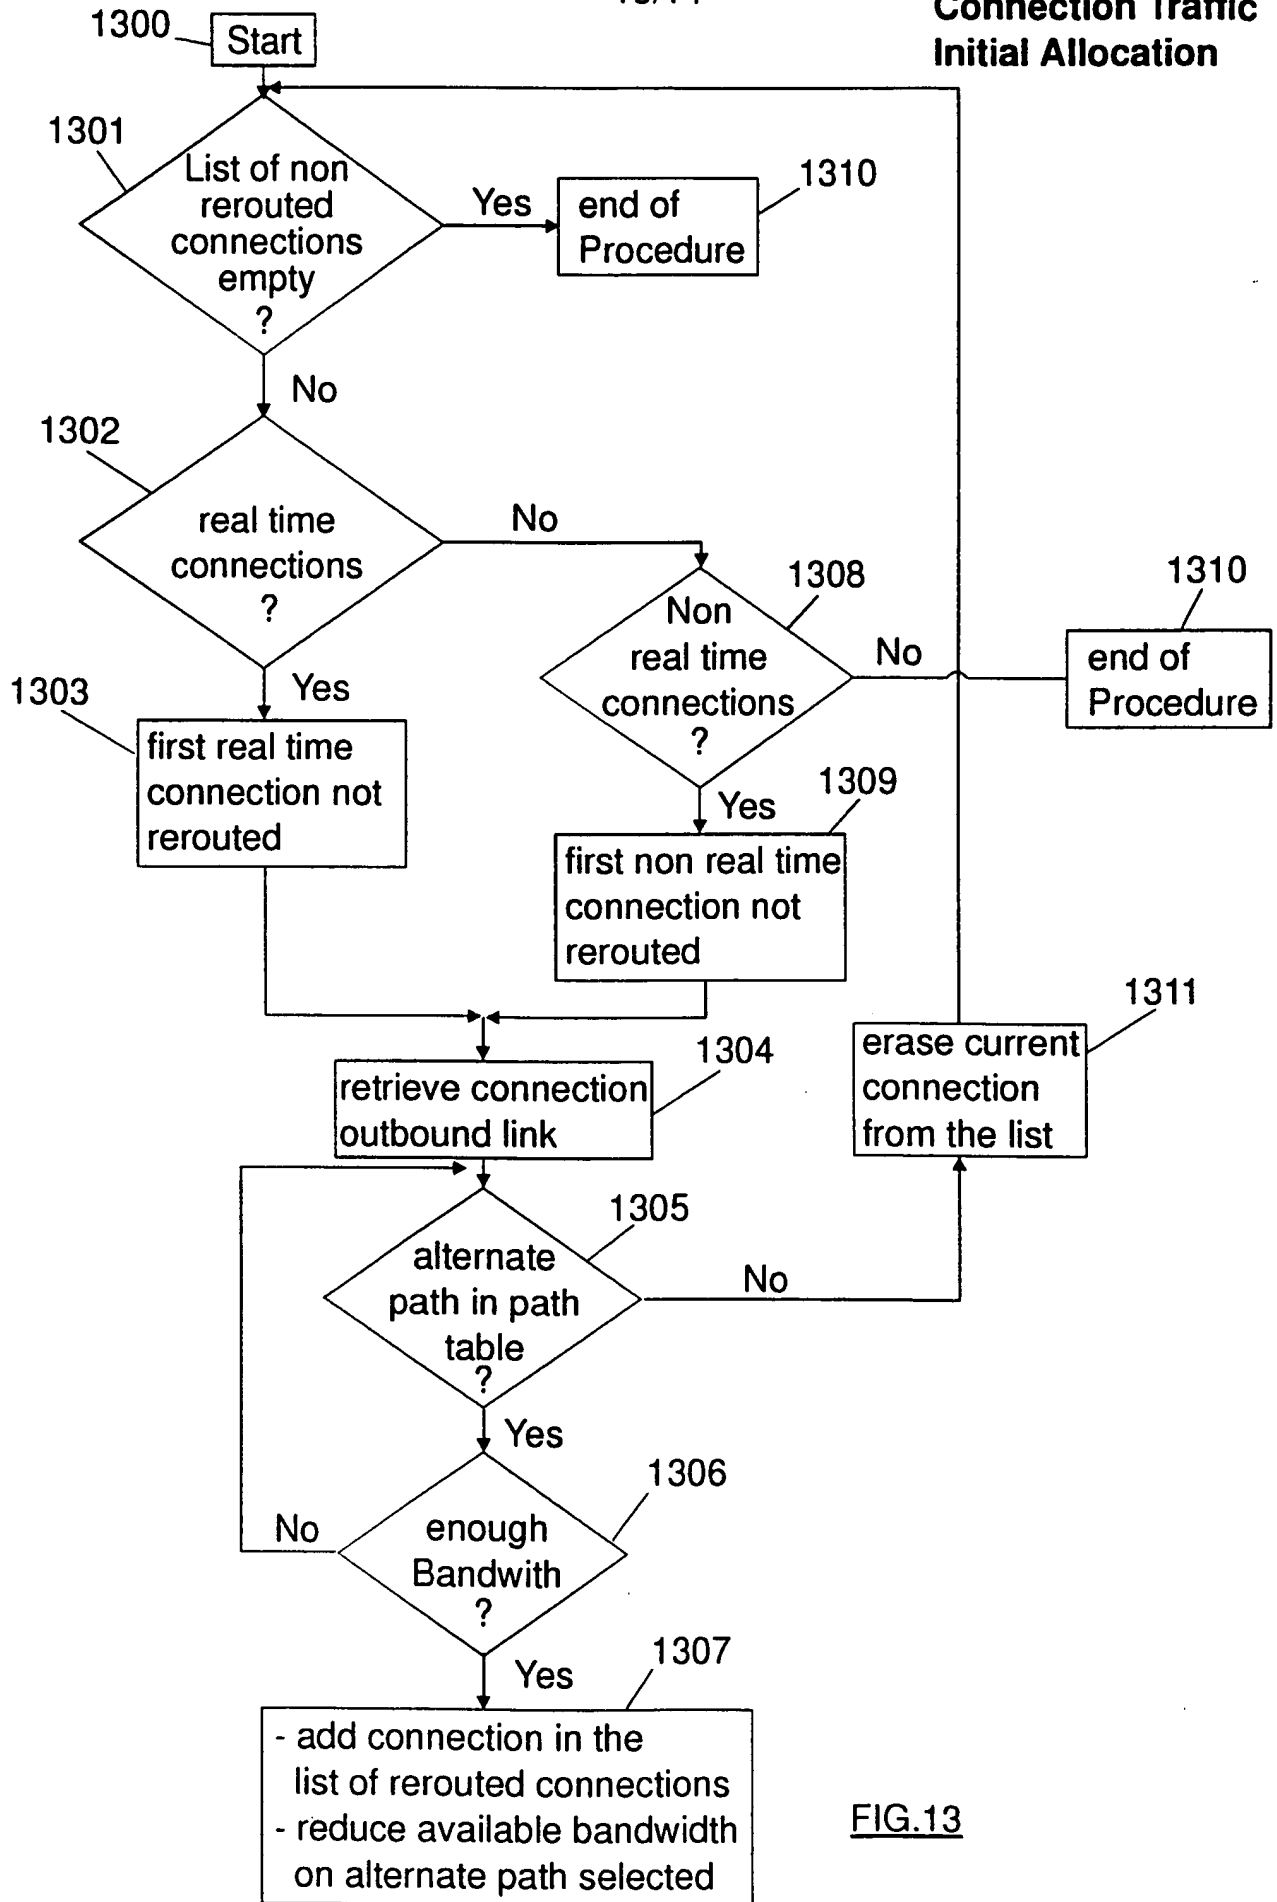 Connection Traffic
Initial Allocation
1300
Start
1301
List of non
rerouted
connections
empty
?
Yes
1310
end of
Procedure
No
1302
real time
connections
?
No
1308
Non
real time
connections
?
No
1310
end of
Procedure
Yes
1303
first real time
connection not
rerouted
Yes
1309
first non real time
connection not
rerouted
1304
retrieve connection
outbound link
1311
erase current
connection
from the list
1305
alternate
path in path
table
?
No
Yes
1306
enough
Bandwith
?
No
Yes
1307
- add connection in the
list of rerouted connections
- reduce available bandwidth
on alternate path selected
FIG.13